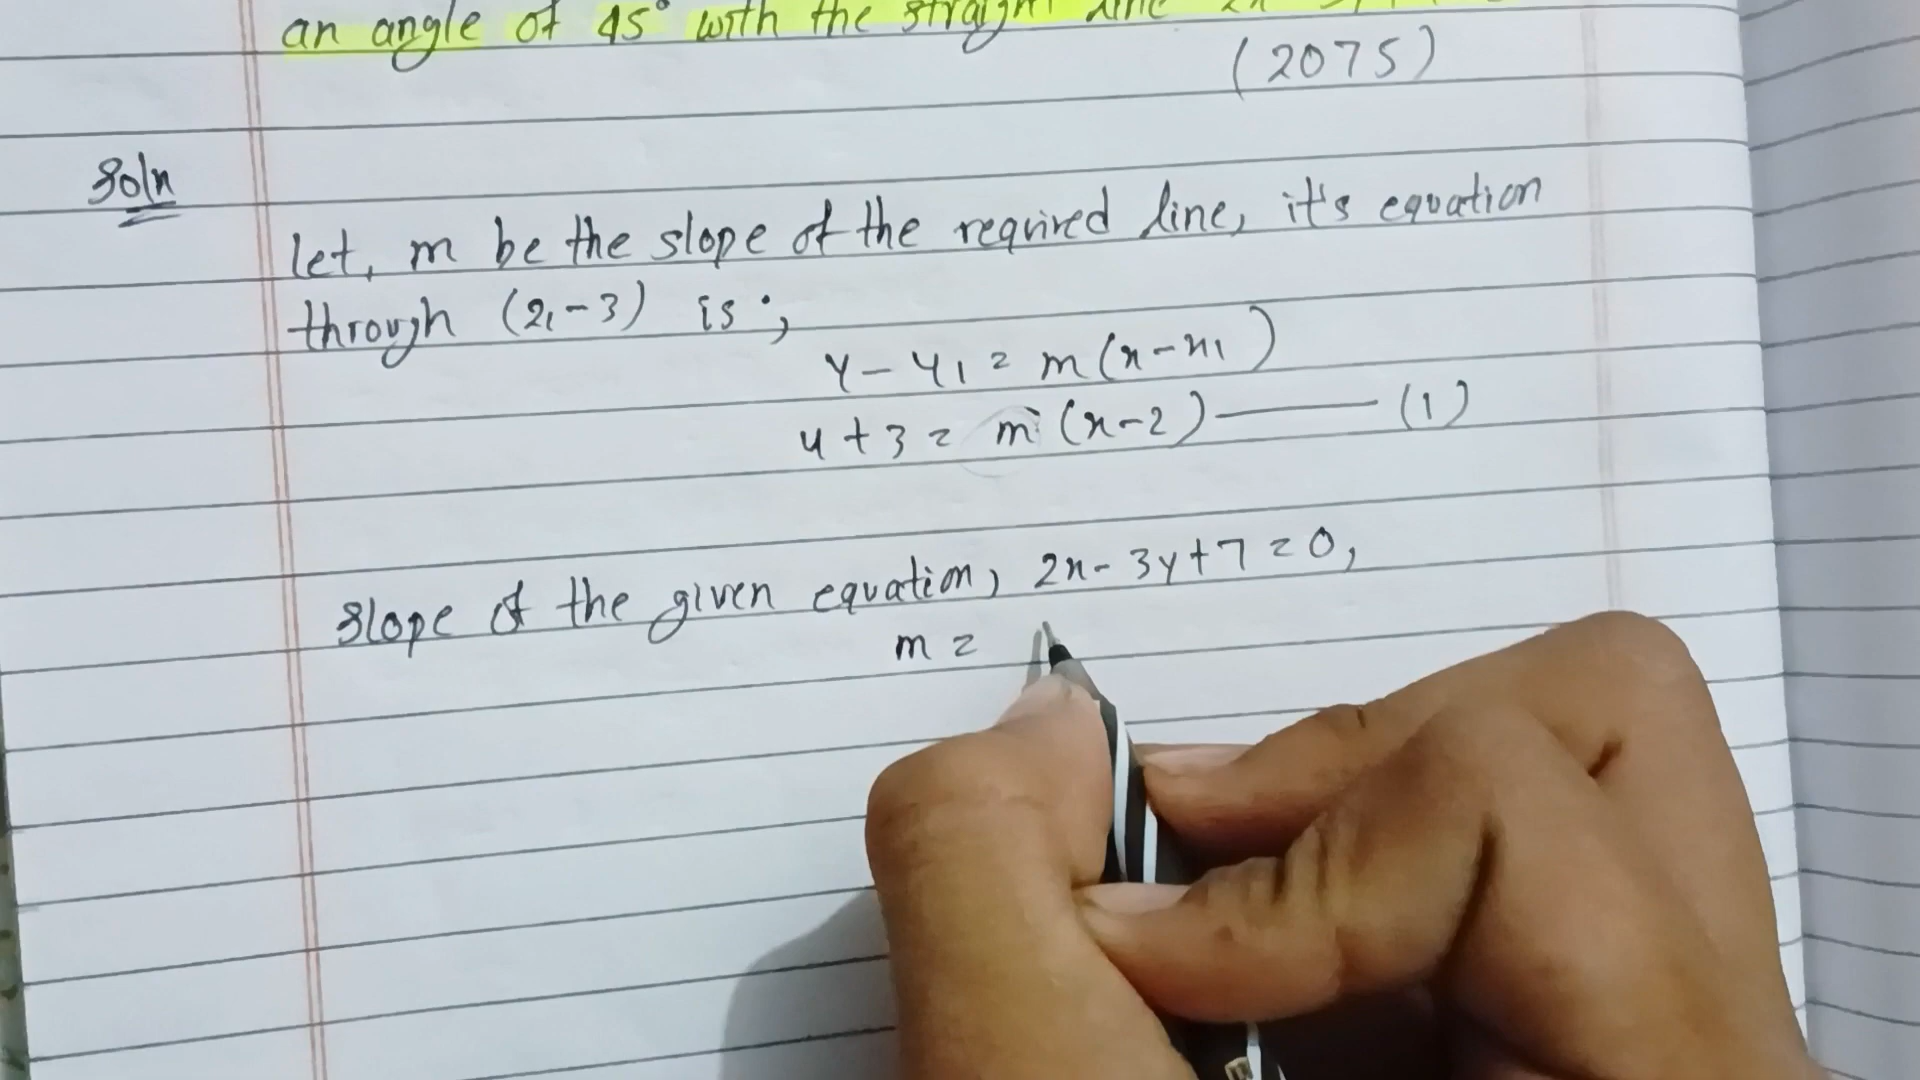 an angle of 45° with the straight line
(2075)
Soln
let, m be the slope of the required line, it's equation
through (2,-3) is;
y - y1 = m(x-x1)
y + 3 = m (x-2) —— (1)
slope of the given equation, 2x - 3y + 7 = 0,
m =